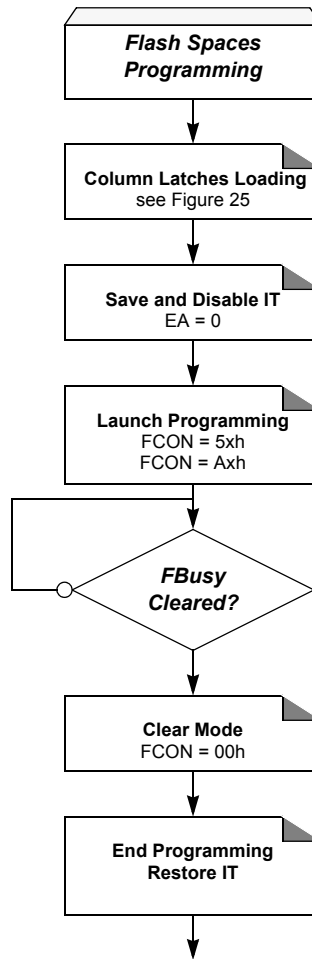 Flash Spaces
Programming
Column Latches Loading
see Figure 25
Save and Disable IT
EA = 0
Launch Programming
FCON = 5xh
FCON = Axh
FBusy
Cleared?
Clear Mode
FCON = 00h
End Programming
Restore IT